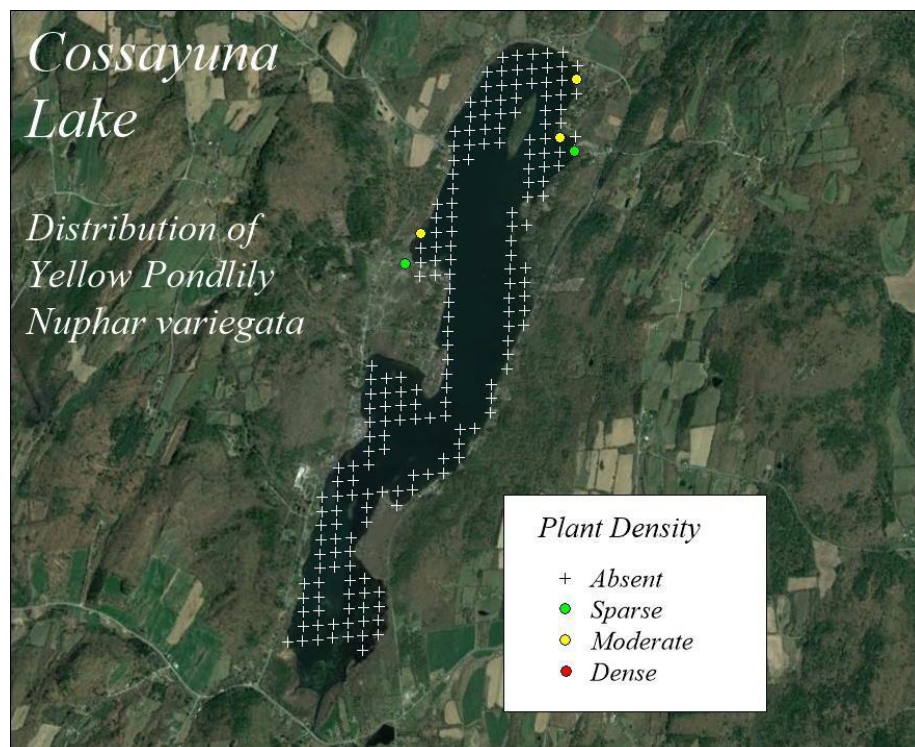 Cossayuna
Lake
Distribution of
Yellow Pondlily
Nuphar variegata
Plant Density
Absent
Sparse
Moderate
Dense